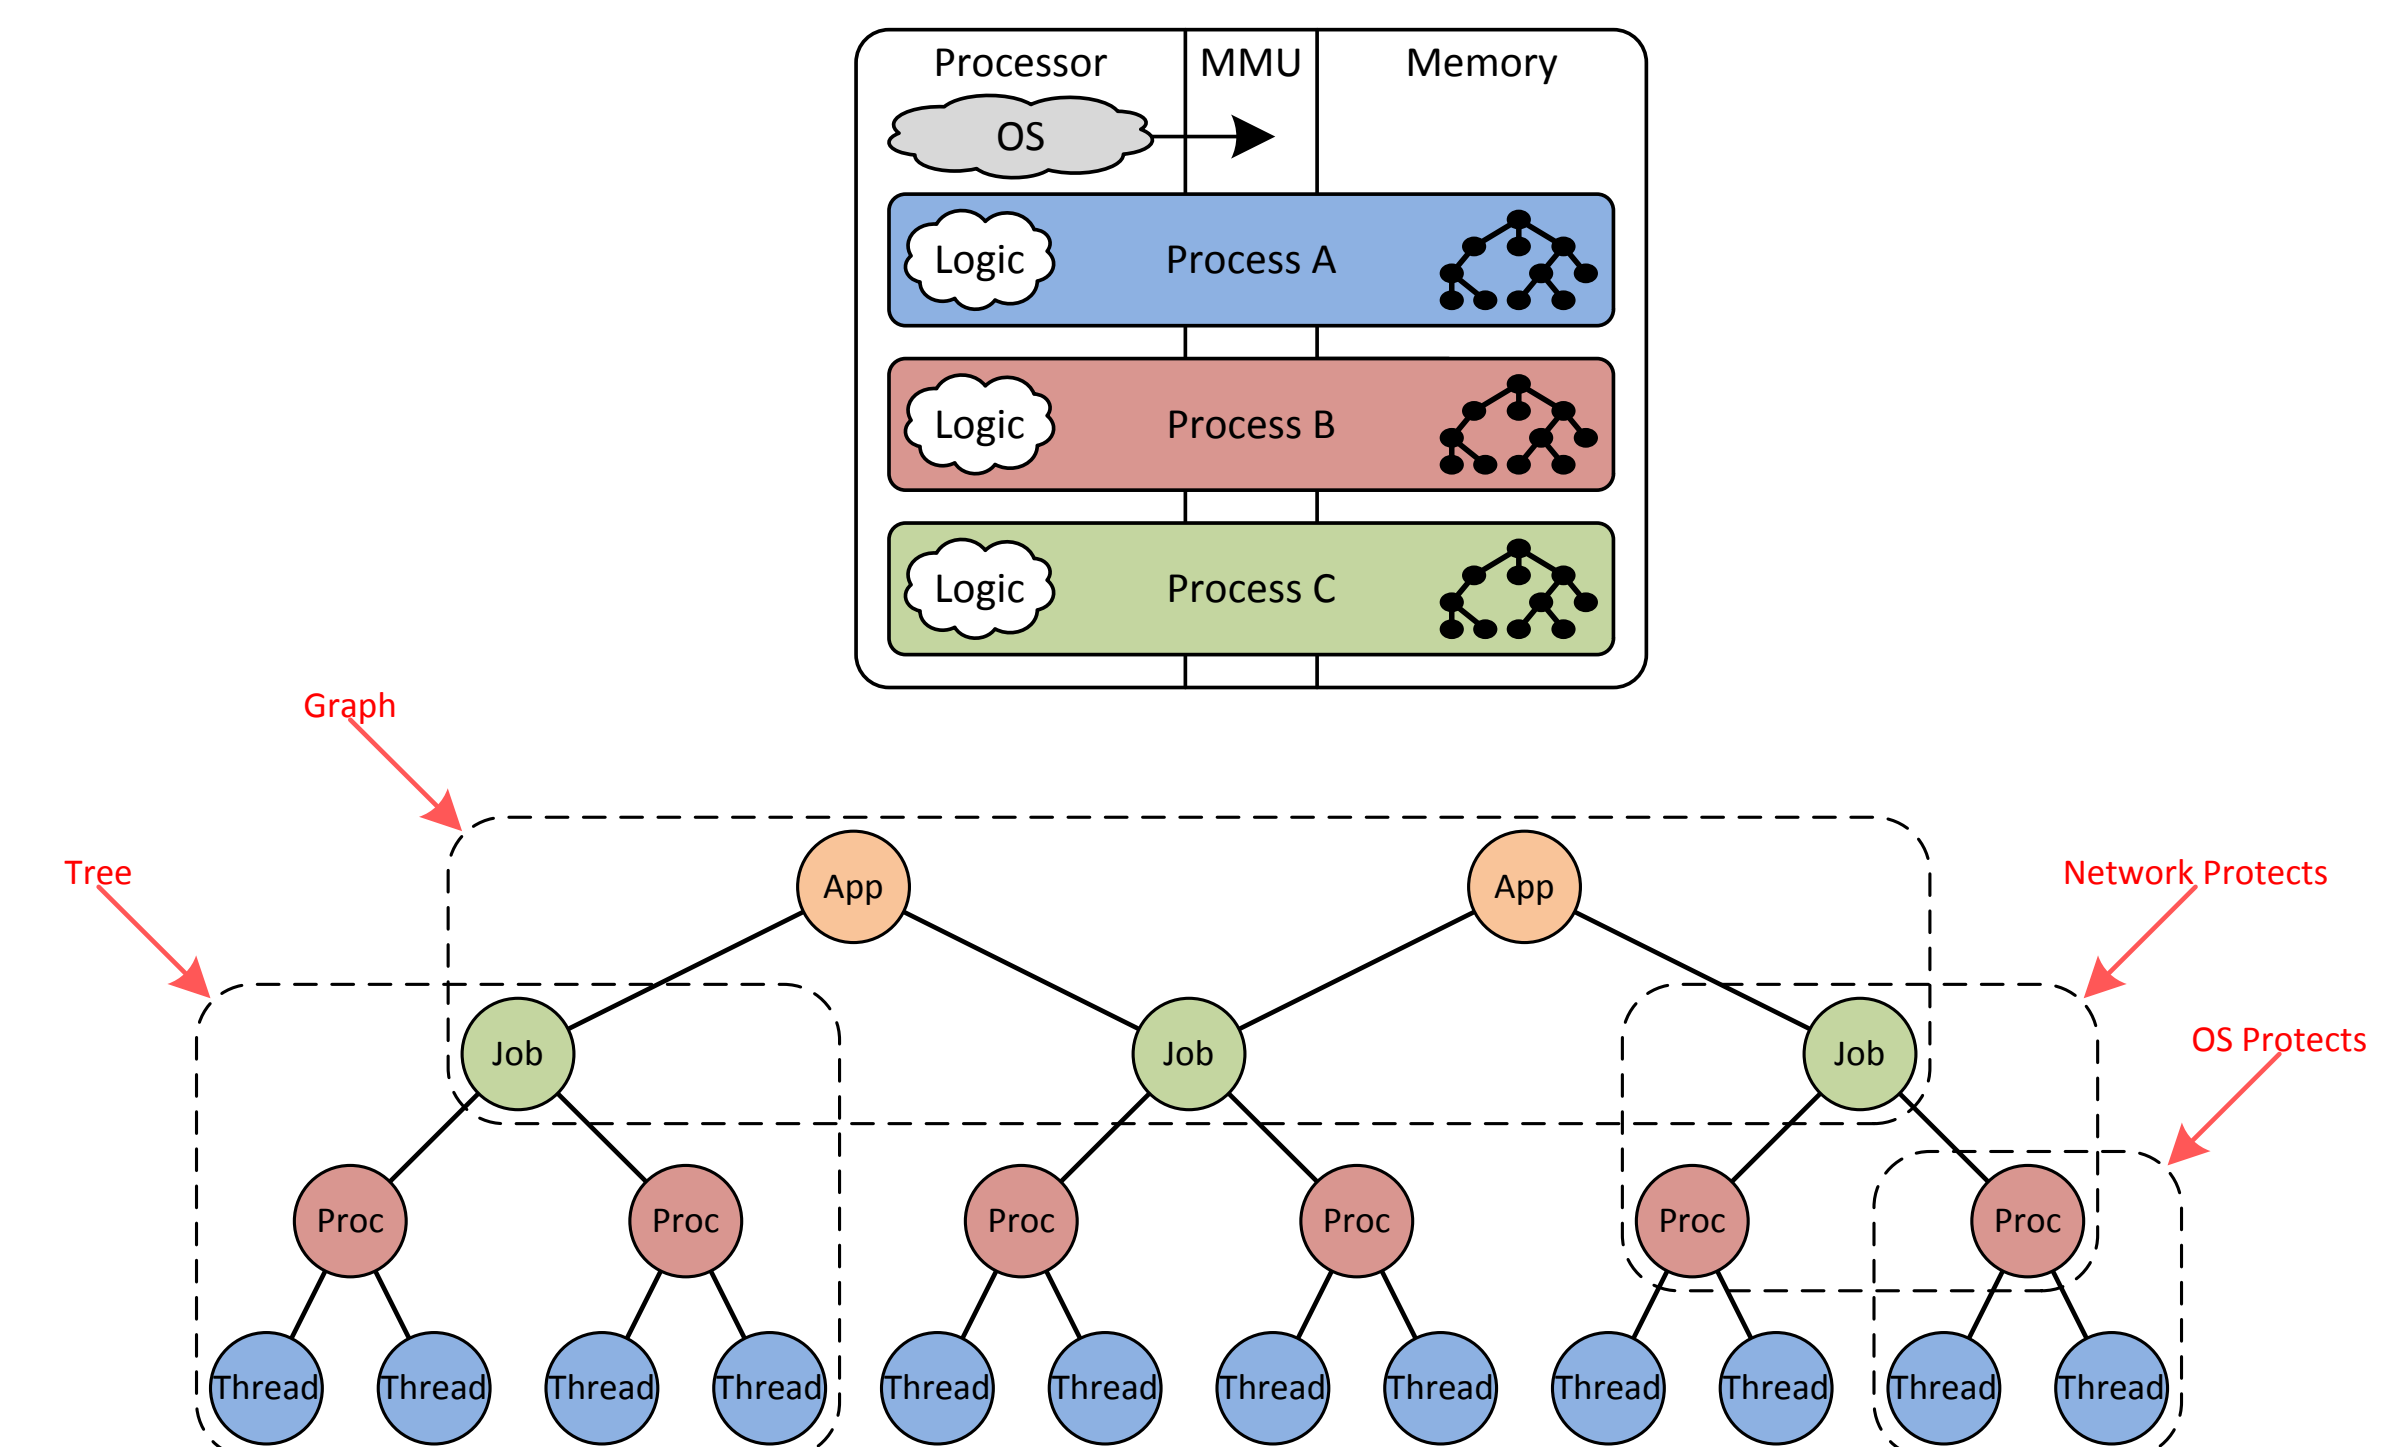 Processor MMU Memory
OS
Logic Process A
Logic Process B
Logic Process C
Graph
Tree
App App
Network Protects
Job Job Job
OS Protects
Proc Proc Proc Proc Proc Proc
Thread Thread Thread Thread Thread Thread Thread Thread Thread Thread Thread Thread